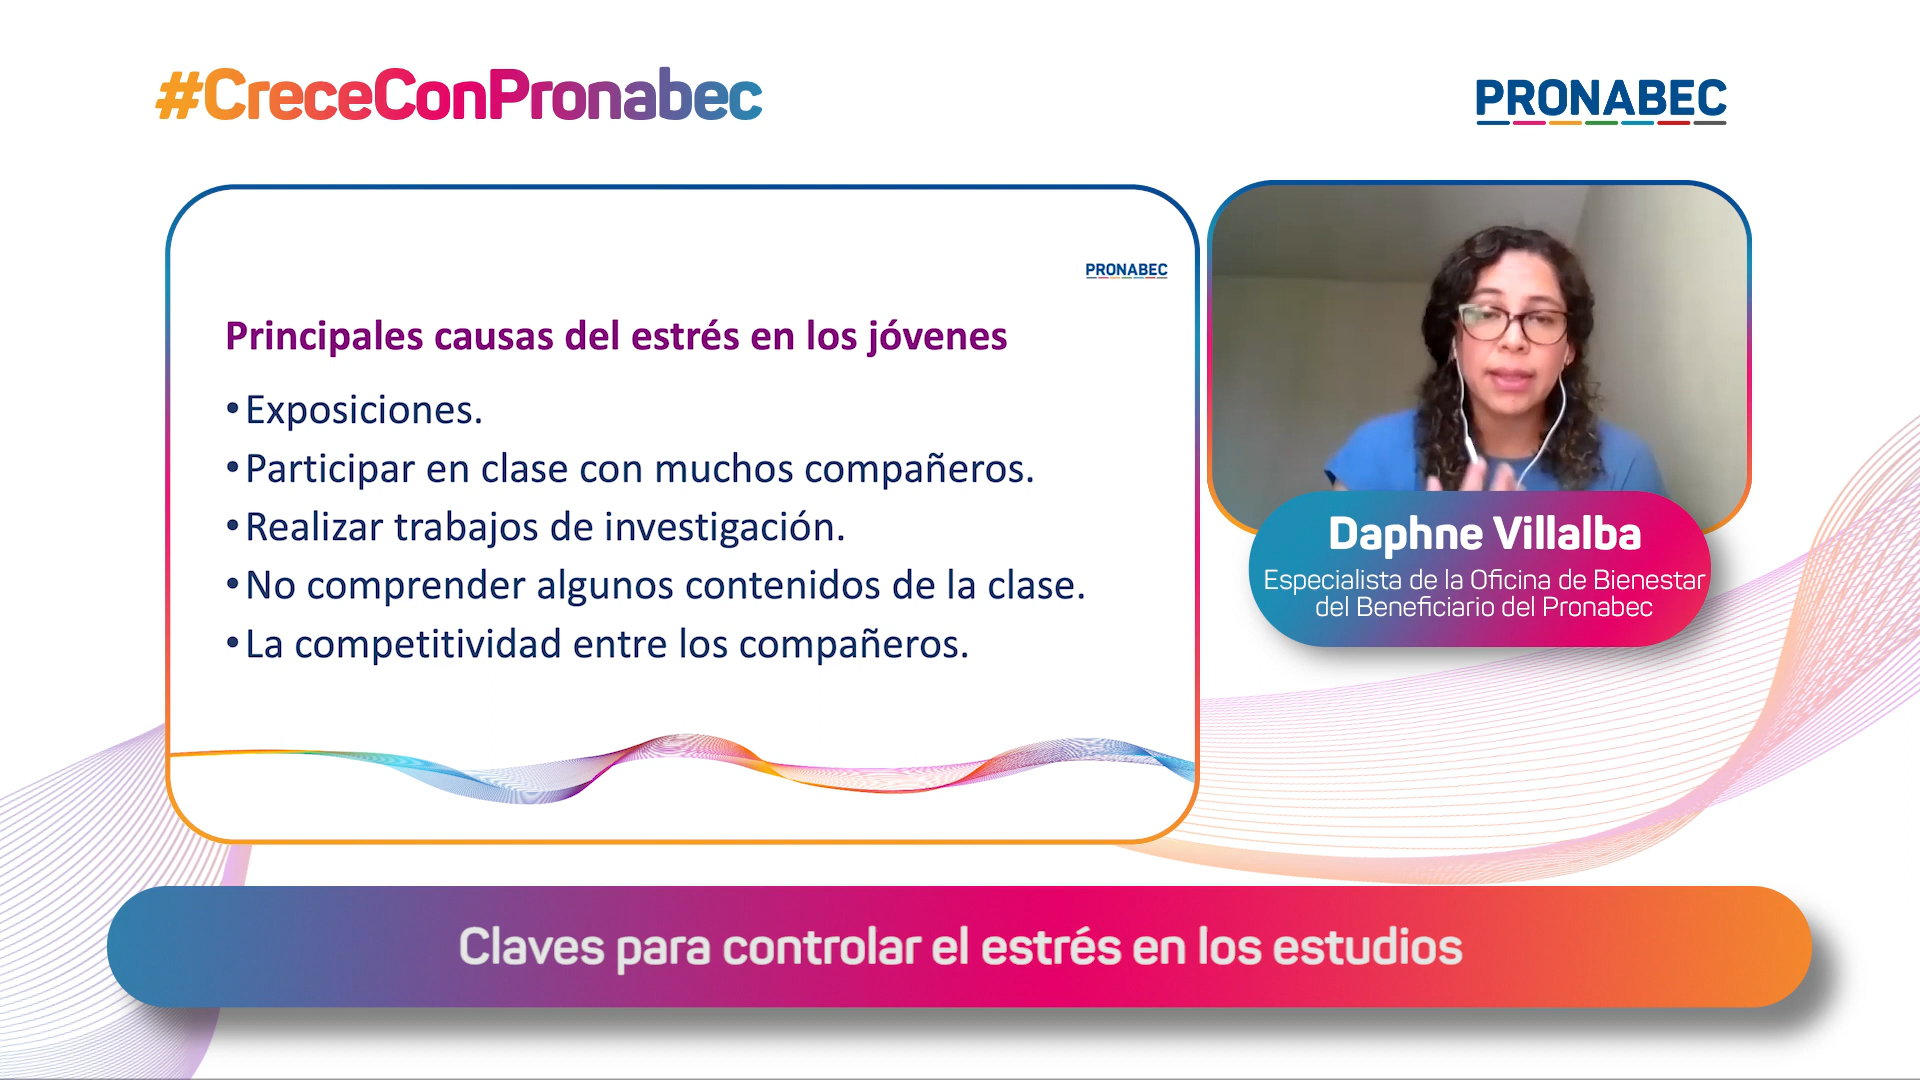 #CreceConPronabec
PRONABEC
PRONABEC
Principales causas del estrés en los jóvenes
•Exposiciones.
•Participar en clase con muchos compañeros.
•Realizar trabajos de investigación.
•No comprender algunos contenidos de la clase.
•La competitividad entre los compañeros.
Daphne Villalba
Especialista de la Oficina de Bienestar
del Beneficiario del Pronabec
Claves para controlar el estrés en los estudios